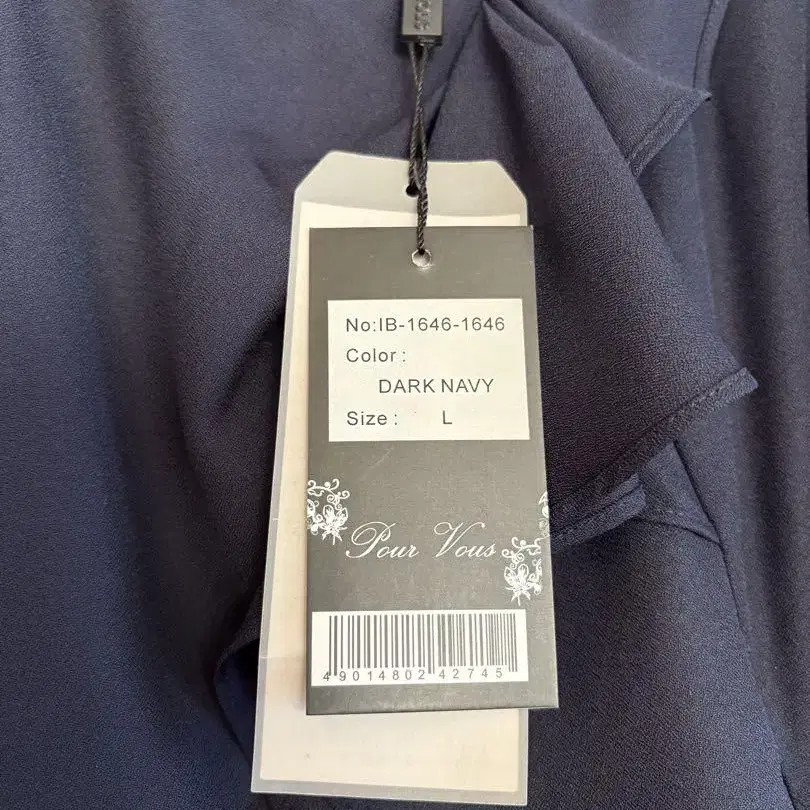 No:IB-1646-1646
Color :
DARK NAVY
Size : L
Pour Vous
4901480242745